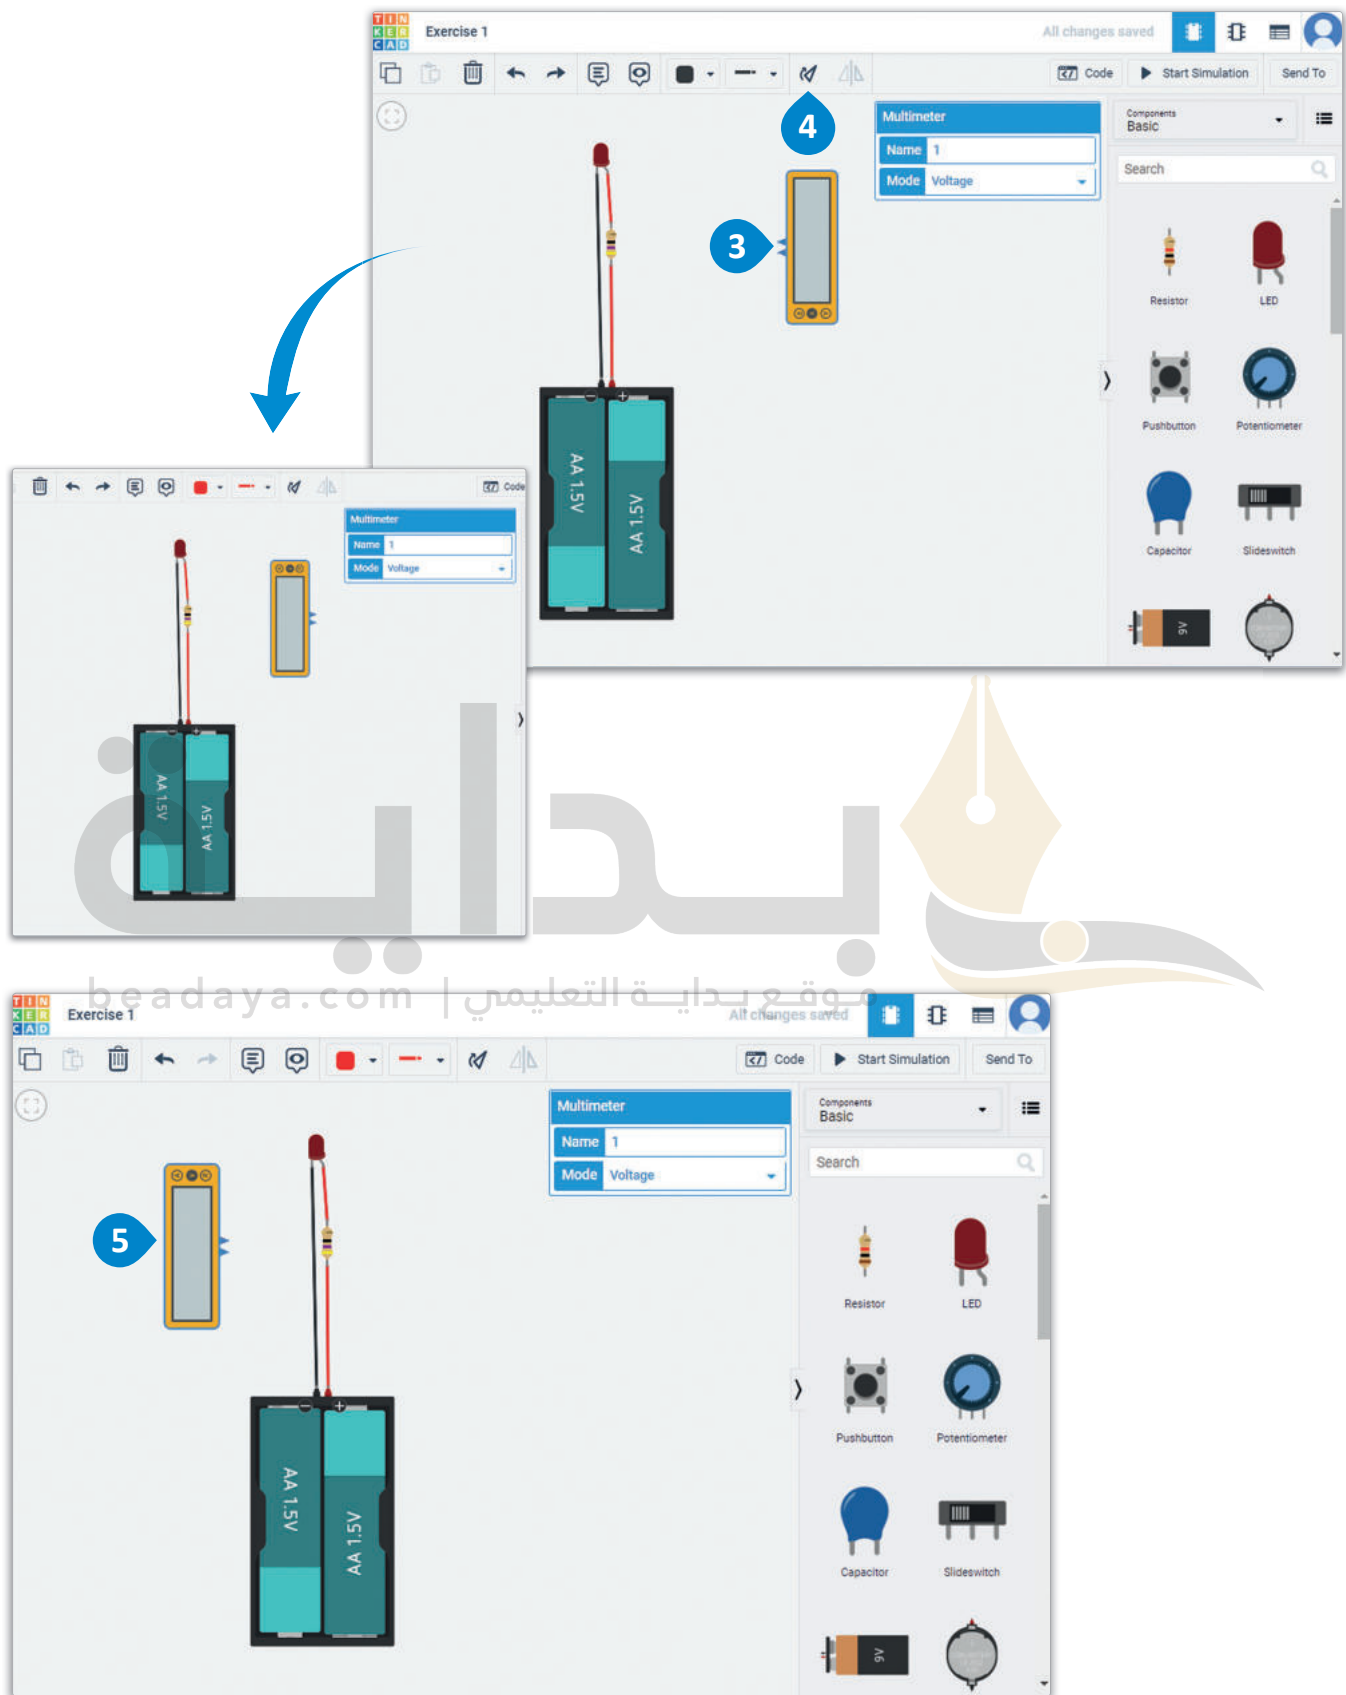 TIN
KER
CAD
Exercise 1
All changes saved
Code
Start Simulation
Send To
4
Multimeter
Name 1
Mode Voltage
Components
Basic
Search
3
Resistor
LED
Pushbutton
Potentiometer
Capacitor
Slideswitch
9V
AA 1.5V
AA 1.5V
Code
Multimeter
Name 1
Mode Voltage
AA 1.5V
AA 1.5V
بداية
beadaya.com | موقع بداية التعليمي
TIN
KER
CAD
Exercise 1
All changes saved
Code
Start Simulation
Send To
Multimeter
Name 1
Mode Voltage
Components
Basic
Search
5
Resistor
LED
Pushbutton
Potentiometer
Capacitor
Slideswitch
9V
AA 1.5V
AA 1.5V